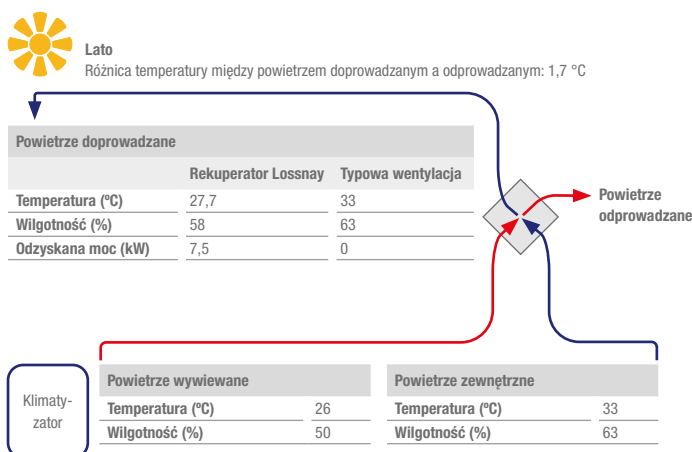 Lato
Różnica temperatury między powietrzem doprowadzanym a odprowadzanym: 1,7 °C
Powietrze doprowadzane
Rekuperator Lossnay Typowa wentylacja
Temperatura (ºC) 27,7 33
Wilgotność (%) 58 63
Odzyskana moc (kW) 7,5 0
Powietrze
odprowadzane
Klimaty-
zator
Powietrze wywiewane
Temperatura (ºC) 26
Wilgotność (%) 50
Powietrze zewnętrzne
Temperatura (ºC) 33
Wilgotność (%) 63